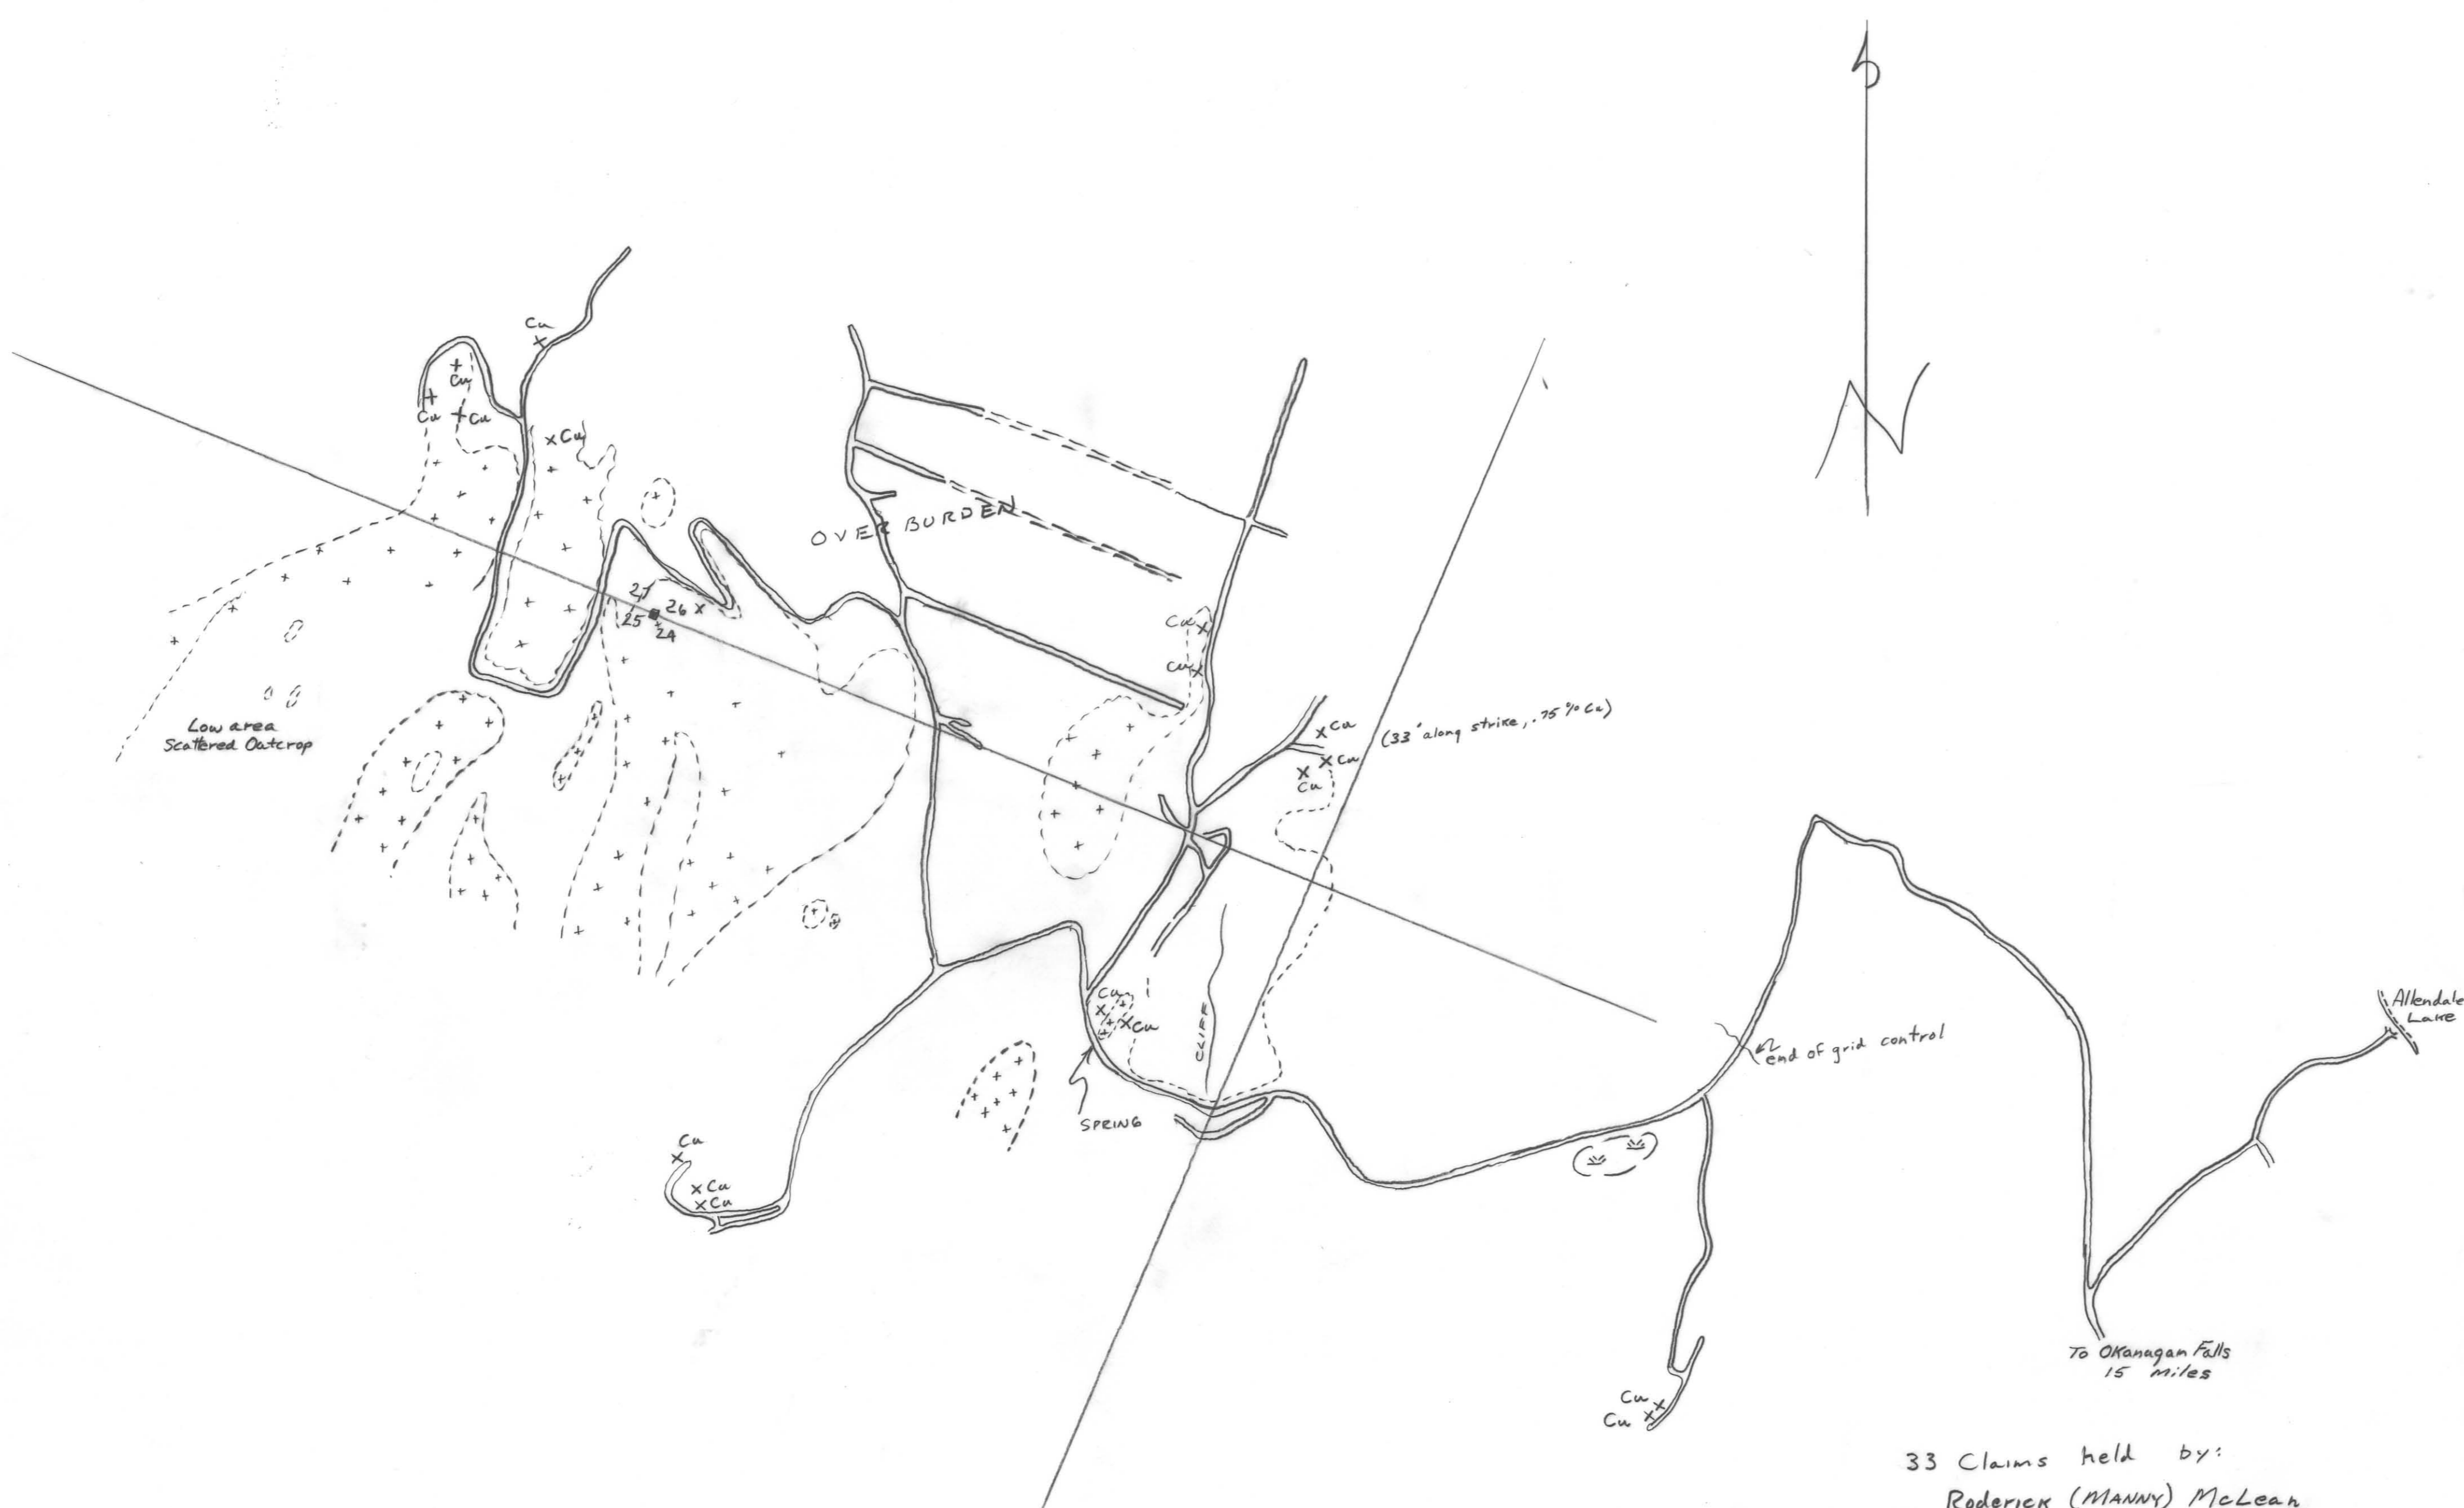 N
Cu
Cu
Cu
Cu
Cu
OVER BURDEN
27
26
25
24
Cu
Cu
Low area
Scattered Outcrop
Cu
(33' along strike, .75% Cu)
Cu
Cu
Cu
Cu
CLIFF
SPRING
Allendale
Lake
end of grid control
Cu
Cu
Cu
To Okanagan Falls
15 Miles
Cu
Cu
33 Claims held by:
Roderick (MANNY) McLean